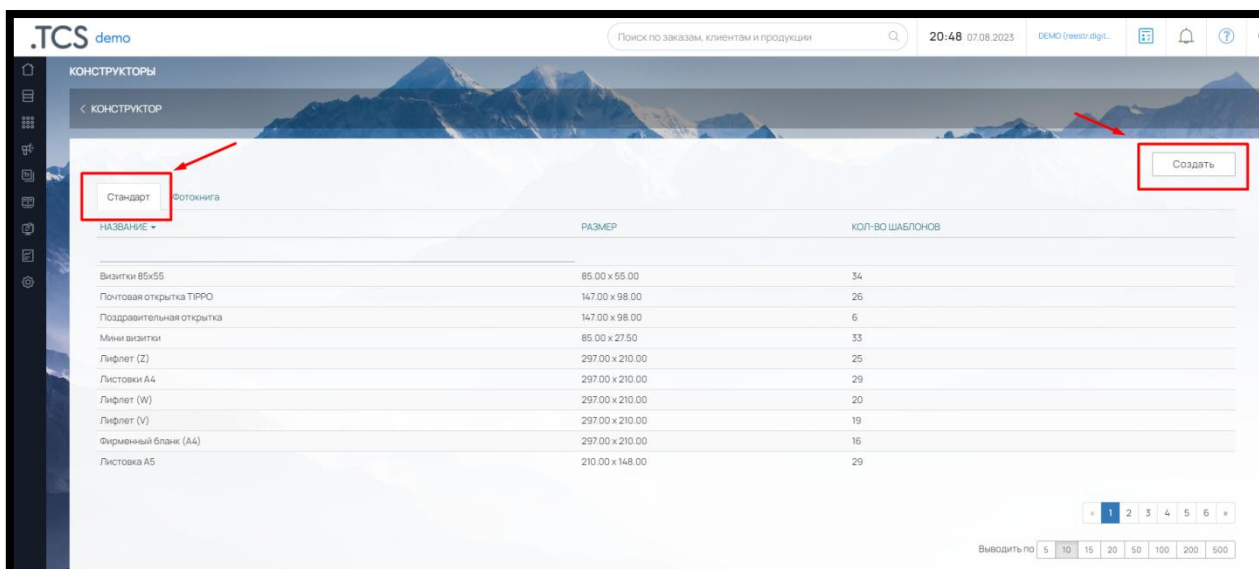 .TCS demo
Поиск по заказам, клиентам и продукции
20:48 07.08.2023
DEMO (reestr.digit...
?
КОНСТРУКТОРЫ
< КОНСТРУКТОР
Создать
Стандарт Фотокнига
НАЗВАНИЕ РАЗМЕР КОЛ-ВО ШАБЛОНОВ
Визитки 85x55 85.00 x 55.00 34
Почтовая открытка TIPPO 147.00 x 98.00 26
Поздравительная открытка 147.00 x 98.00 6
Мини визитки 85.00 x 27.50 33
Лифлет (Z) 297.00 x 210.00 25
Листовки А4 297.00 x 210.00 29
Лифлет (W) 297.00 x 210.00 20
Лифлет (V) 297.00 x 210.00 19
Фирменный бланк (А4) 297.00 x 210.00 16
Листовка А5 210.00 x 148.00 29
« 1 2 3 4 5 6 »
Выводить по 5 10 15 20 50 100 200 500